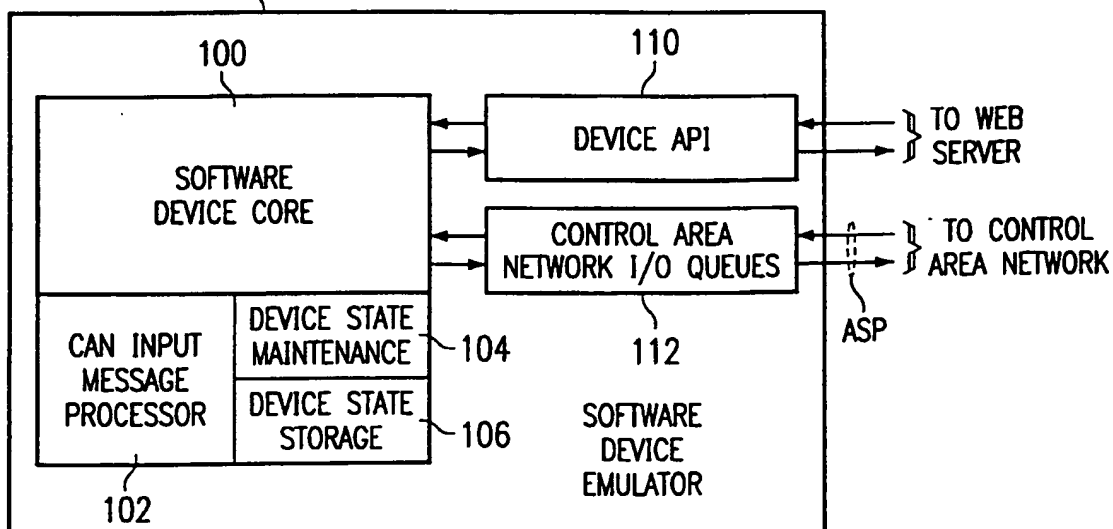 100
110
SOFTWARE
DEVICE CORE
DEVICE API
TO WEB
SERVER
CONTROL AREA
NETWORK I/O QUEUES
TO CONTROL
AREA NETWORK
ASP
CAN INPUT
MESSAGE
PROCESSOR
DEVICE STATE
MAINTENANCE
104
DEVICE STATE
STORAGE
106
112
SOFTWARE
DEVICE
EMULATOR
102